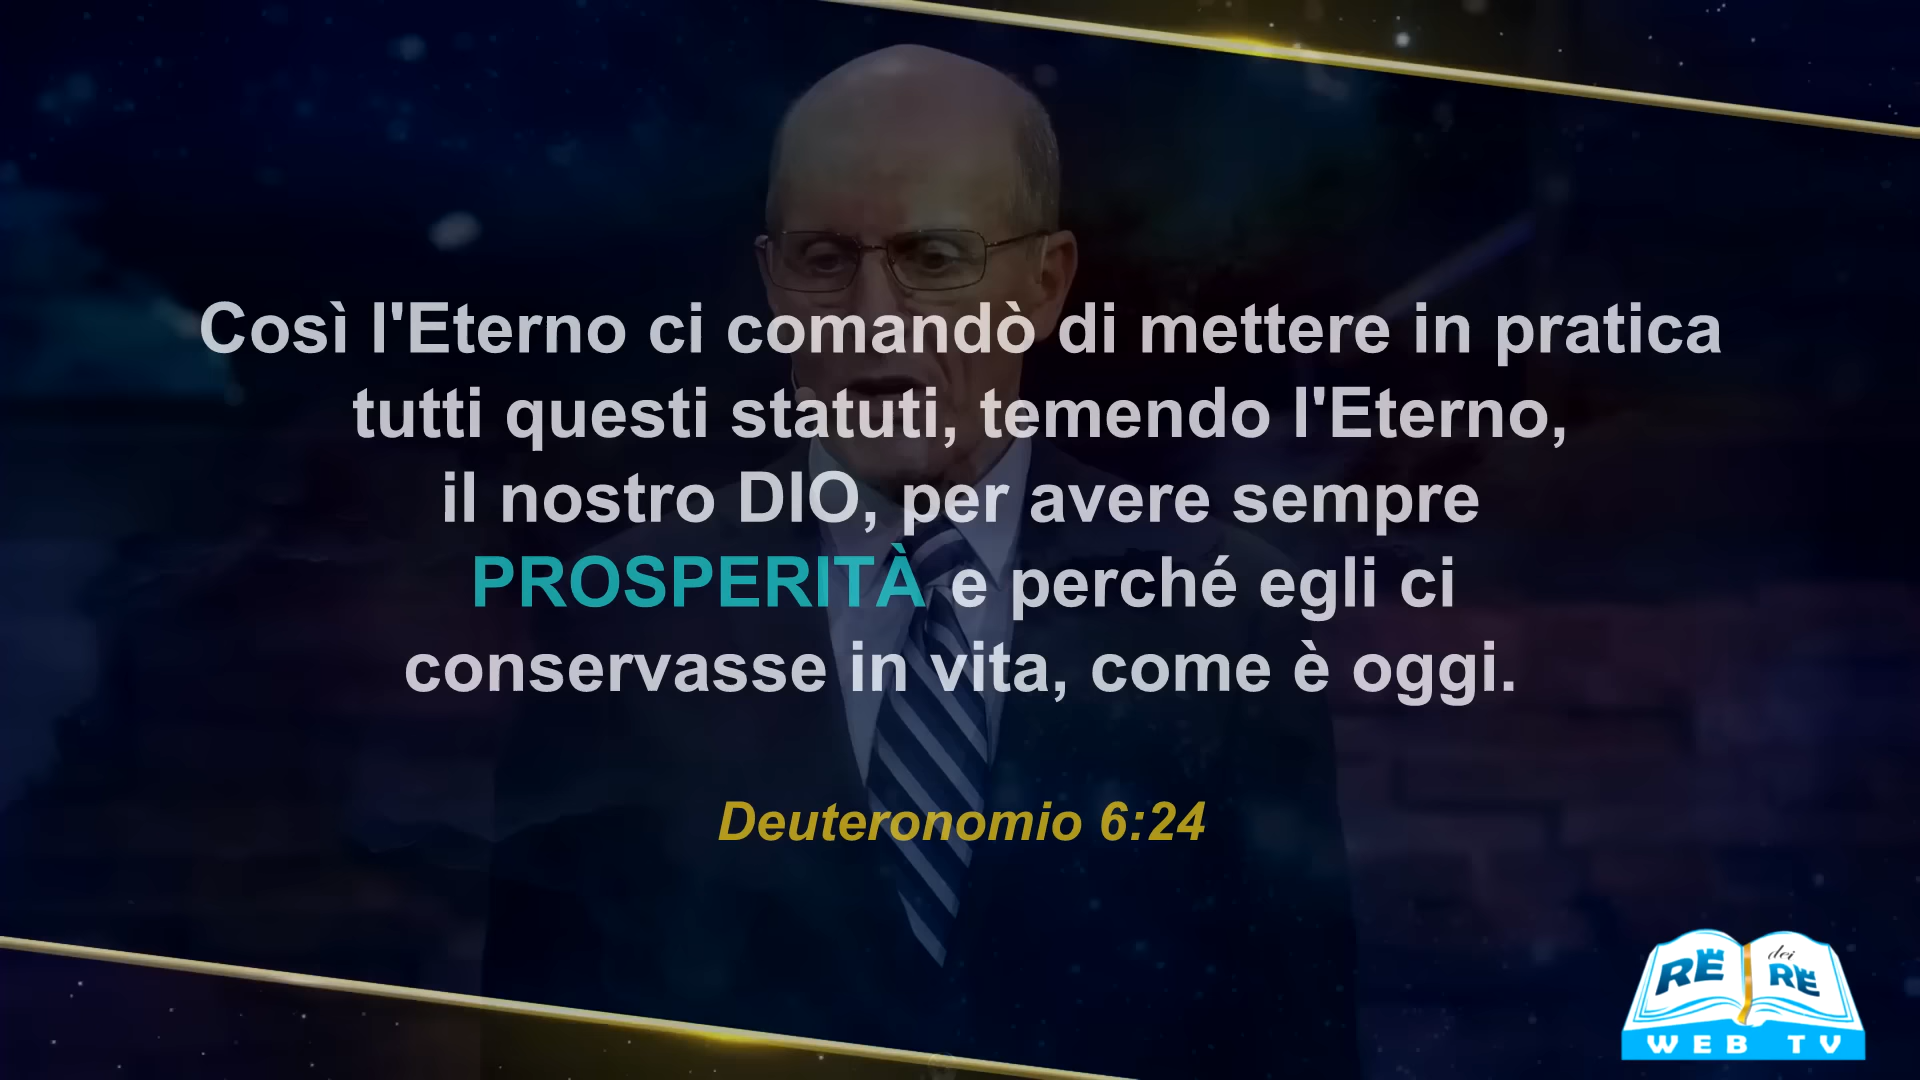 Così l'Eterno ci comandò di mettere in pratica
tutti questi statuti, temendo l'Eterno,
il nostro DIO, per avere sempre
PROSPERITÀ e perché egli ci
conservasse in vita, come è oggi.
Deuteronomio 6:24
RE dei RE
WEB TV